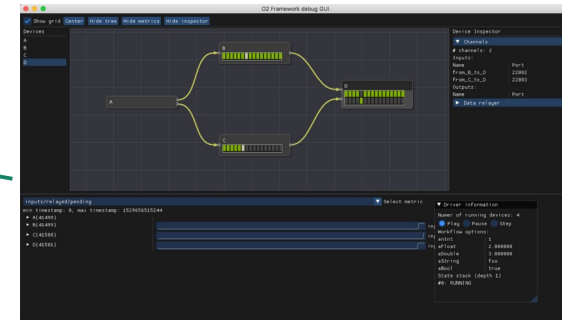 O2 Framework debug GUI
Show grid Center Hide tree Hide metrics Hide inspector
Devices
A
B
C
D
A
B
C
D
Device Inspector
Channels
# channels: 2
Inputs:
Name Port
From_B_to_D 22002
From_C_to_D 22003
Outputs:
Name Port
Data relayer
inputs/relayed/pending Select metric
min timestamp: 0, max timestamp: 1529656515244
A(41498)
B(41499)
C(41500)
D(41501)
Driver information
Numer of running devices: 4
Play Pause Step
Workflow options:
anInt 1
aFloat 2.000000
aDouble 3.000000
aString foo
aBool true
State stack (depth 1)
#0: RUNNING